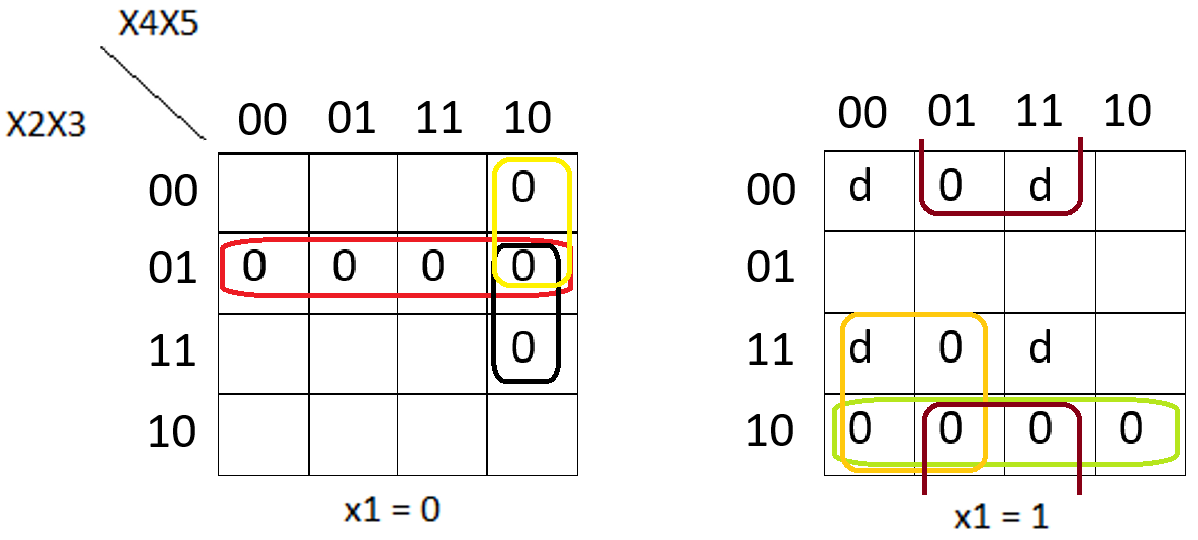 X4X5
X2X3
00 01 11 10
00 0
01 0 0 0 0
11 0
10
x1 = 0
00 01 11 10
00 d 0 d
01
11 d 0 d
10 0 0 0 0
x1 = 1